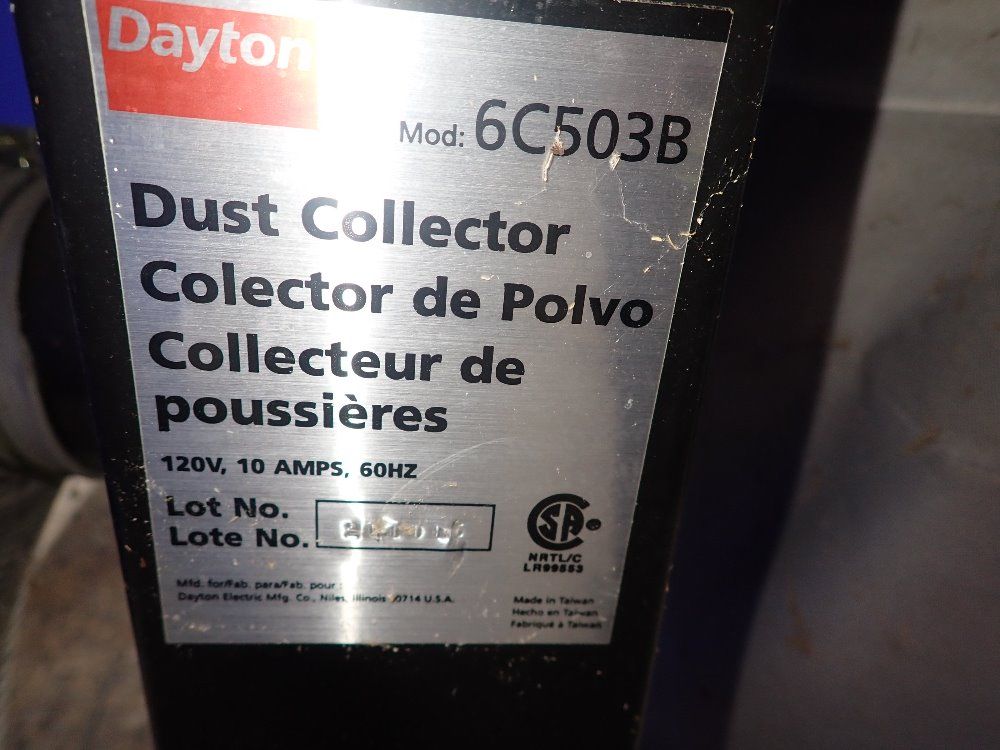 Dayton
Mod: 6C503B
Dust Collector
Colector de Polvo
Collecteur de
poussières
120V, 10 AMPS, 60HZ
Lot No.
Lote No.
SA ®
NRTL/C
LR99553
Mfd. for/Fab. para/Fab. pour :
Dayton Electric Mfg. Co., Niles, Illinois 0714 U.S.A.
Made in Taiwan
Hecho en Taiwan
Fabriqué à Taiwan